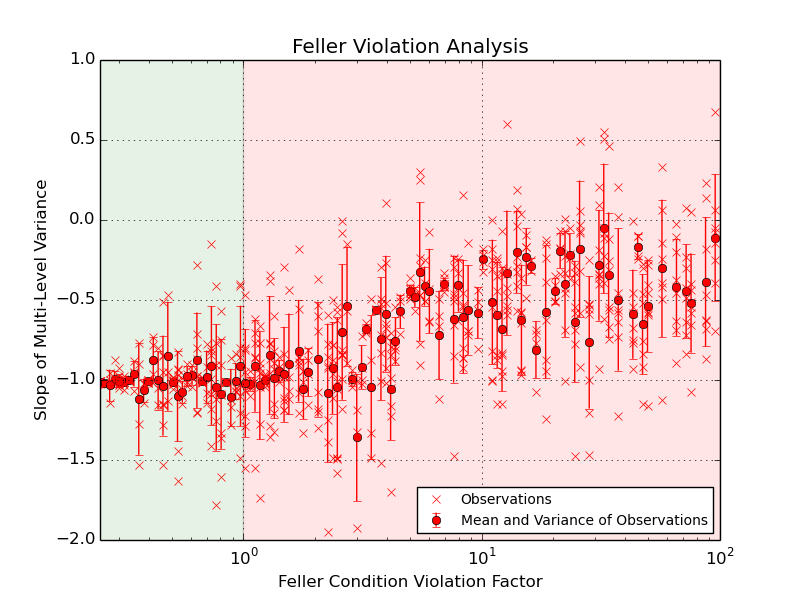 Feller Violation Analysis
1.0
0.5
0.0
−0.5
−1.0
−1.5
−2.0
Slope of Multi-Level Variance
Observations
Mean and Variance of Observations
10⁰ 10¹ 10²
Feller Condition Violation Factor